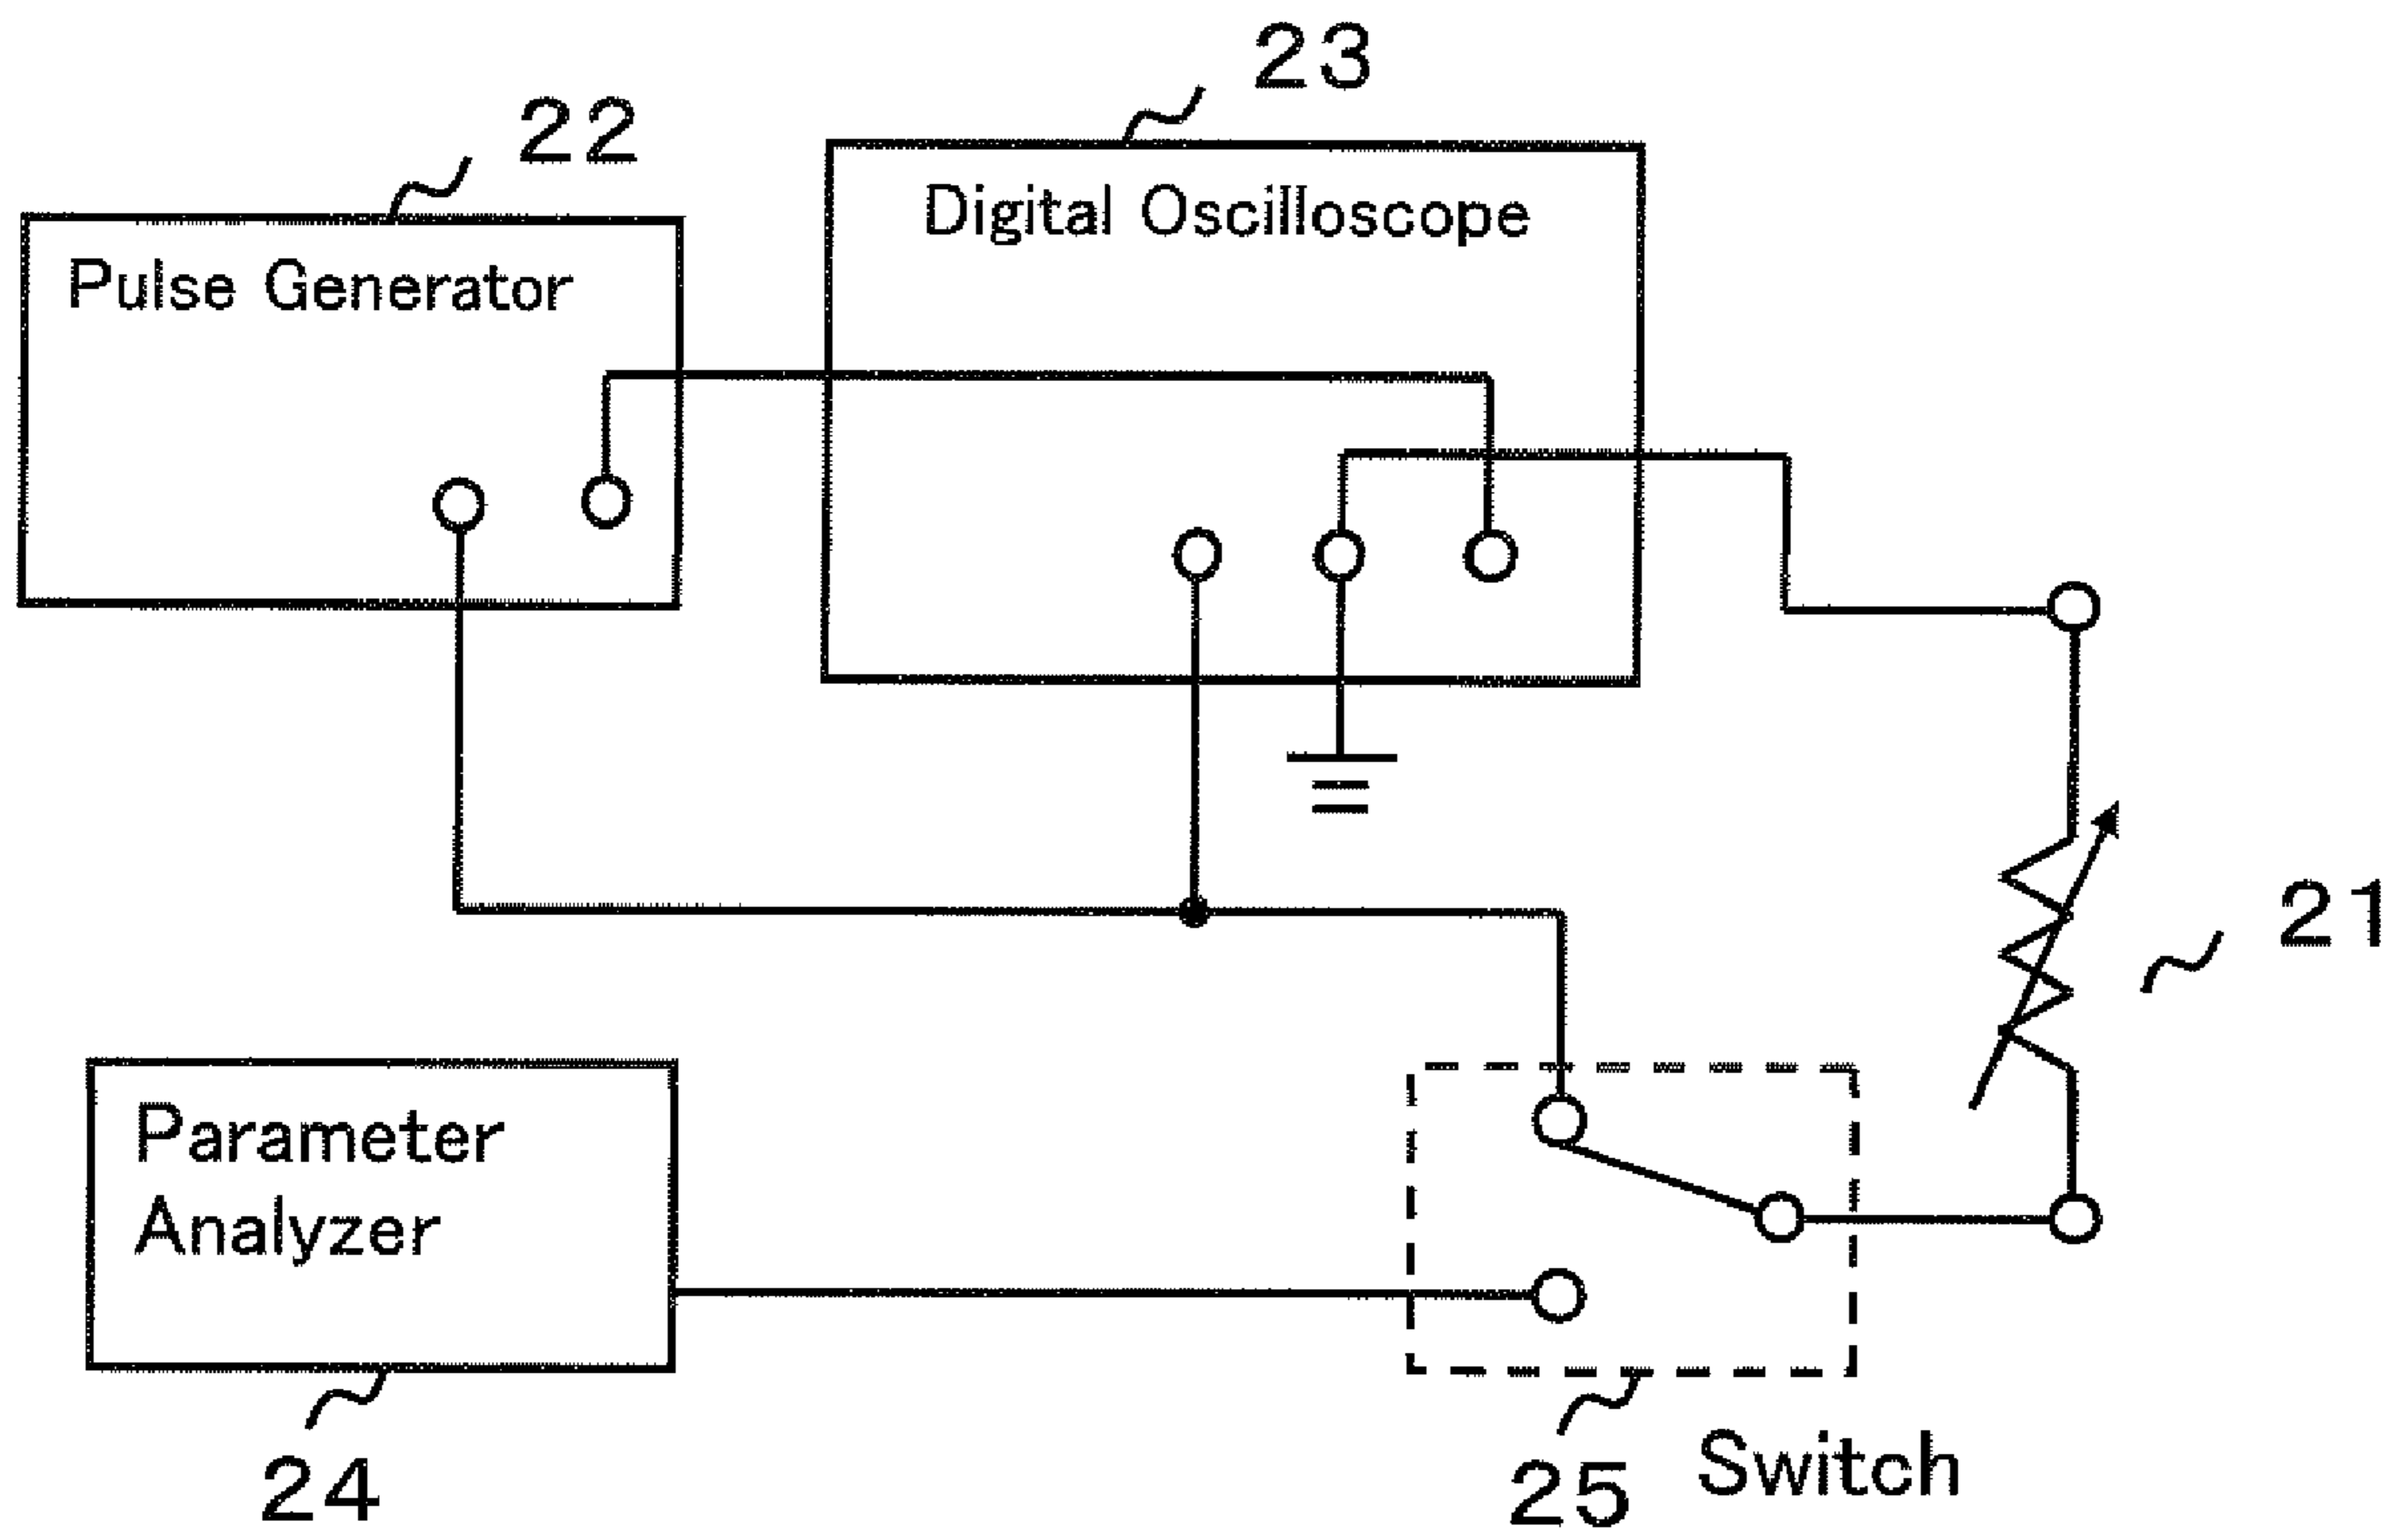 23
22
Digital Oscilloscope
Pulse Generator
21
Parameter
Analyzer
24
25
Switch